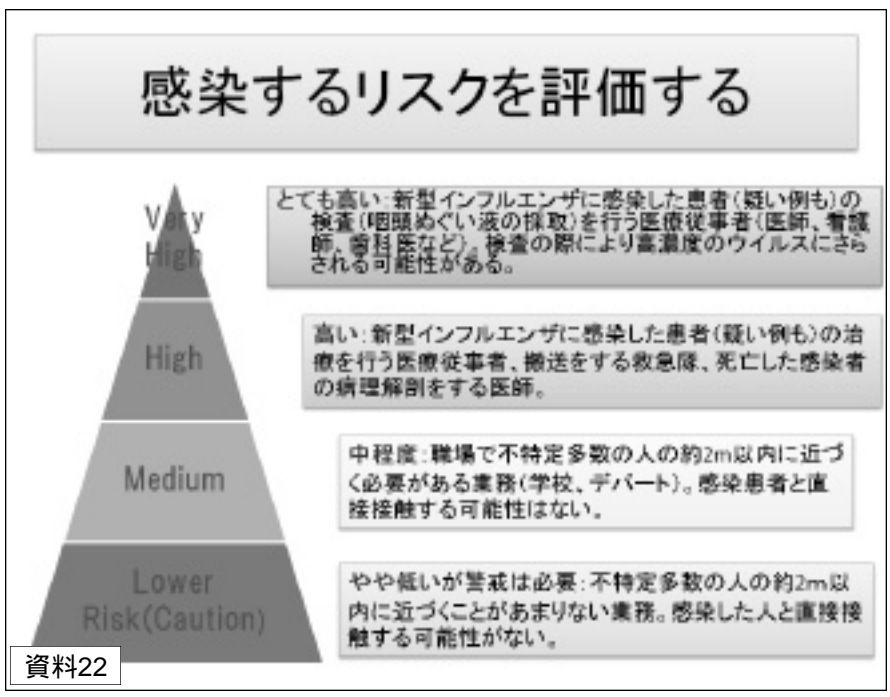 感染するリスクを評価する
Very
High
とても高い:新型インフルエンザに感染した患者(疑い例も)の
検査(咽頭ぬぐい液の採取)を行う医療従事者(医師、看護
師、歯科医など)。検査の際により高濃度のウイルスにさら
される可能性がある。
High
高い:新型インフルエンザに感染した患者(疑い例も)の治
療を行う医療従事者、搬送をする救急隊、死亡した感染者
の病理解剖をする医師。
Medium
中程度:職場で不特定多数の人の約2m以内に近づ
く必要がある業務(学校、デパート)。感染患者と直
接接触する可能性はない。
Lower
Risk(Caution)
やや低いが警戒は必要:不特定多数の人の約2m以
内に近づくことがあまりない業務。感染した人と直接接
触する可能性がない。
資料22